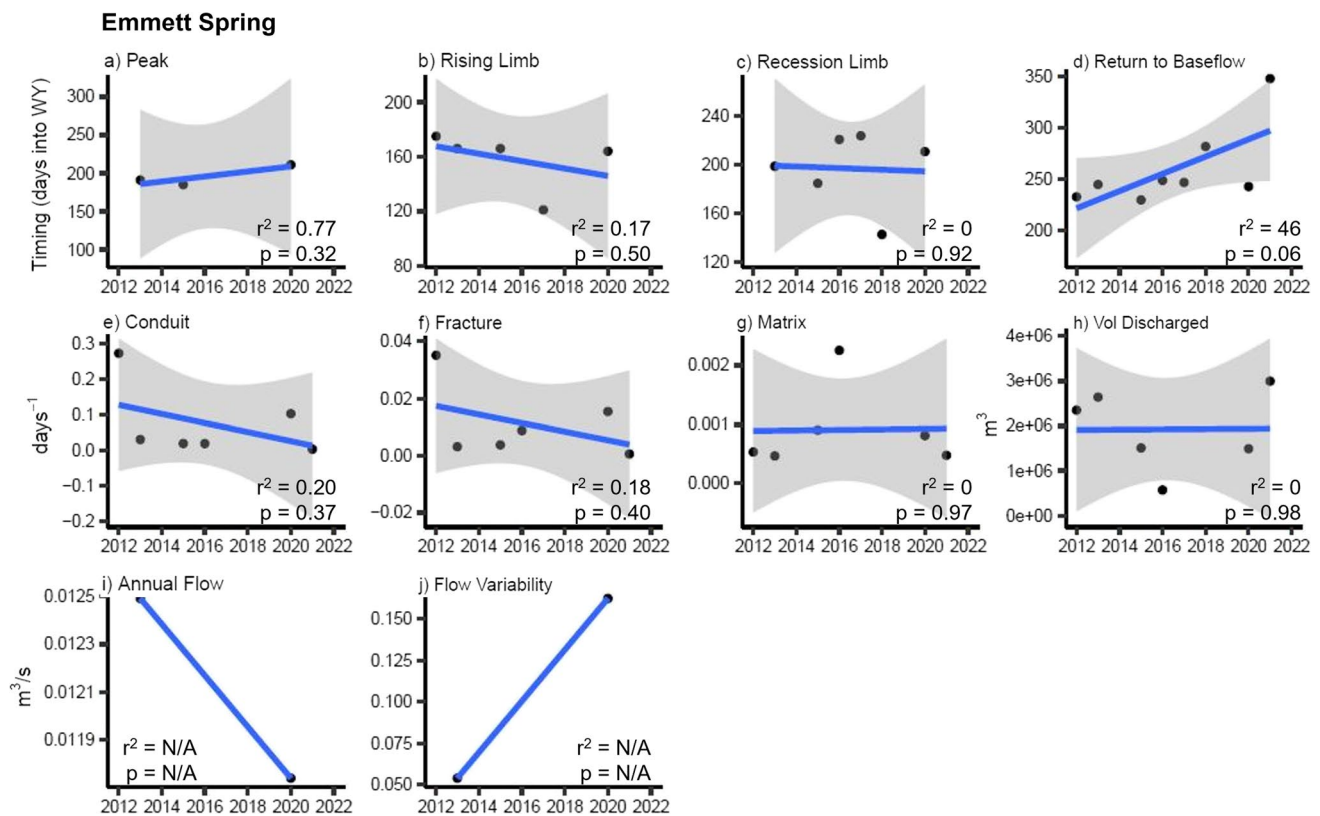 Emmett Spring
a) Peak
b) Rising Limb
c) Recession Limb
d) Return to Baseflow
Timing (days into WY)
300
250
200
150
100
r² = 0.77
p = 0.32
2012 2014 2016 2018 2020 2022
200
160
120
80
r² = 0.17
p = 0.50
2012 2014 2016 2018 2020 2022
240
200
160
120
r² = 0
p = 0.92
2012 2014 2016 2018 2020 2022
350
300
250
200
r² = 46
p = 0.06
2012 2014 2016 2018 2020 2022
e) Conduit
f) Fracture
g) Matrix
h) Vol Discharged
days⁻¹
0.3
0.2
0.1
0.0
−0.1
−0.2
r² = 0.20
p = 0.37
2012 2014 2016 2018 2020 2022
0.04
0.02
0.00
−0.02
r² = 0.18
p = 0.40
2012 2014 2016 2018 2020 2022
0.002
0.001
0.000
r² = 0
p = 0.97
2012 2014 2016 2018 2020 2022
m³
4e+06
3e+06
2e+06
1e+06
0e+00
r² = 0
p = 0.98
2012 2014 2016 2018 2020 2022
i) Annual Flow
j) Flow Variability
m³/s
0.0125
0.0123
0.0121
0.0119
r² = N/A
p = N/A
2012 2014 2016 2018 2020 2022
0.150
0.125
0.100
0.075
0.050
r² = N/A
p = N/A
2012 2014 2016 2018 2020 2022